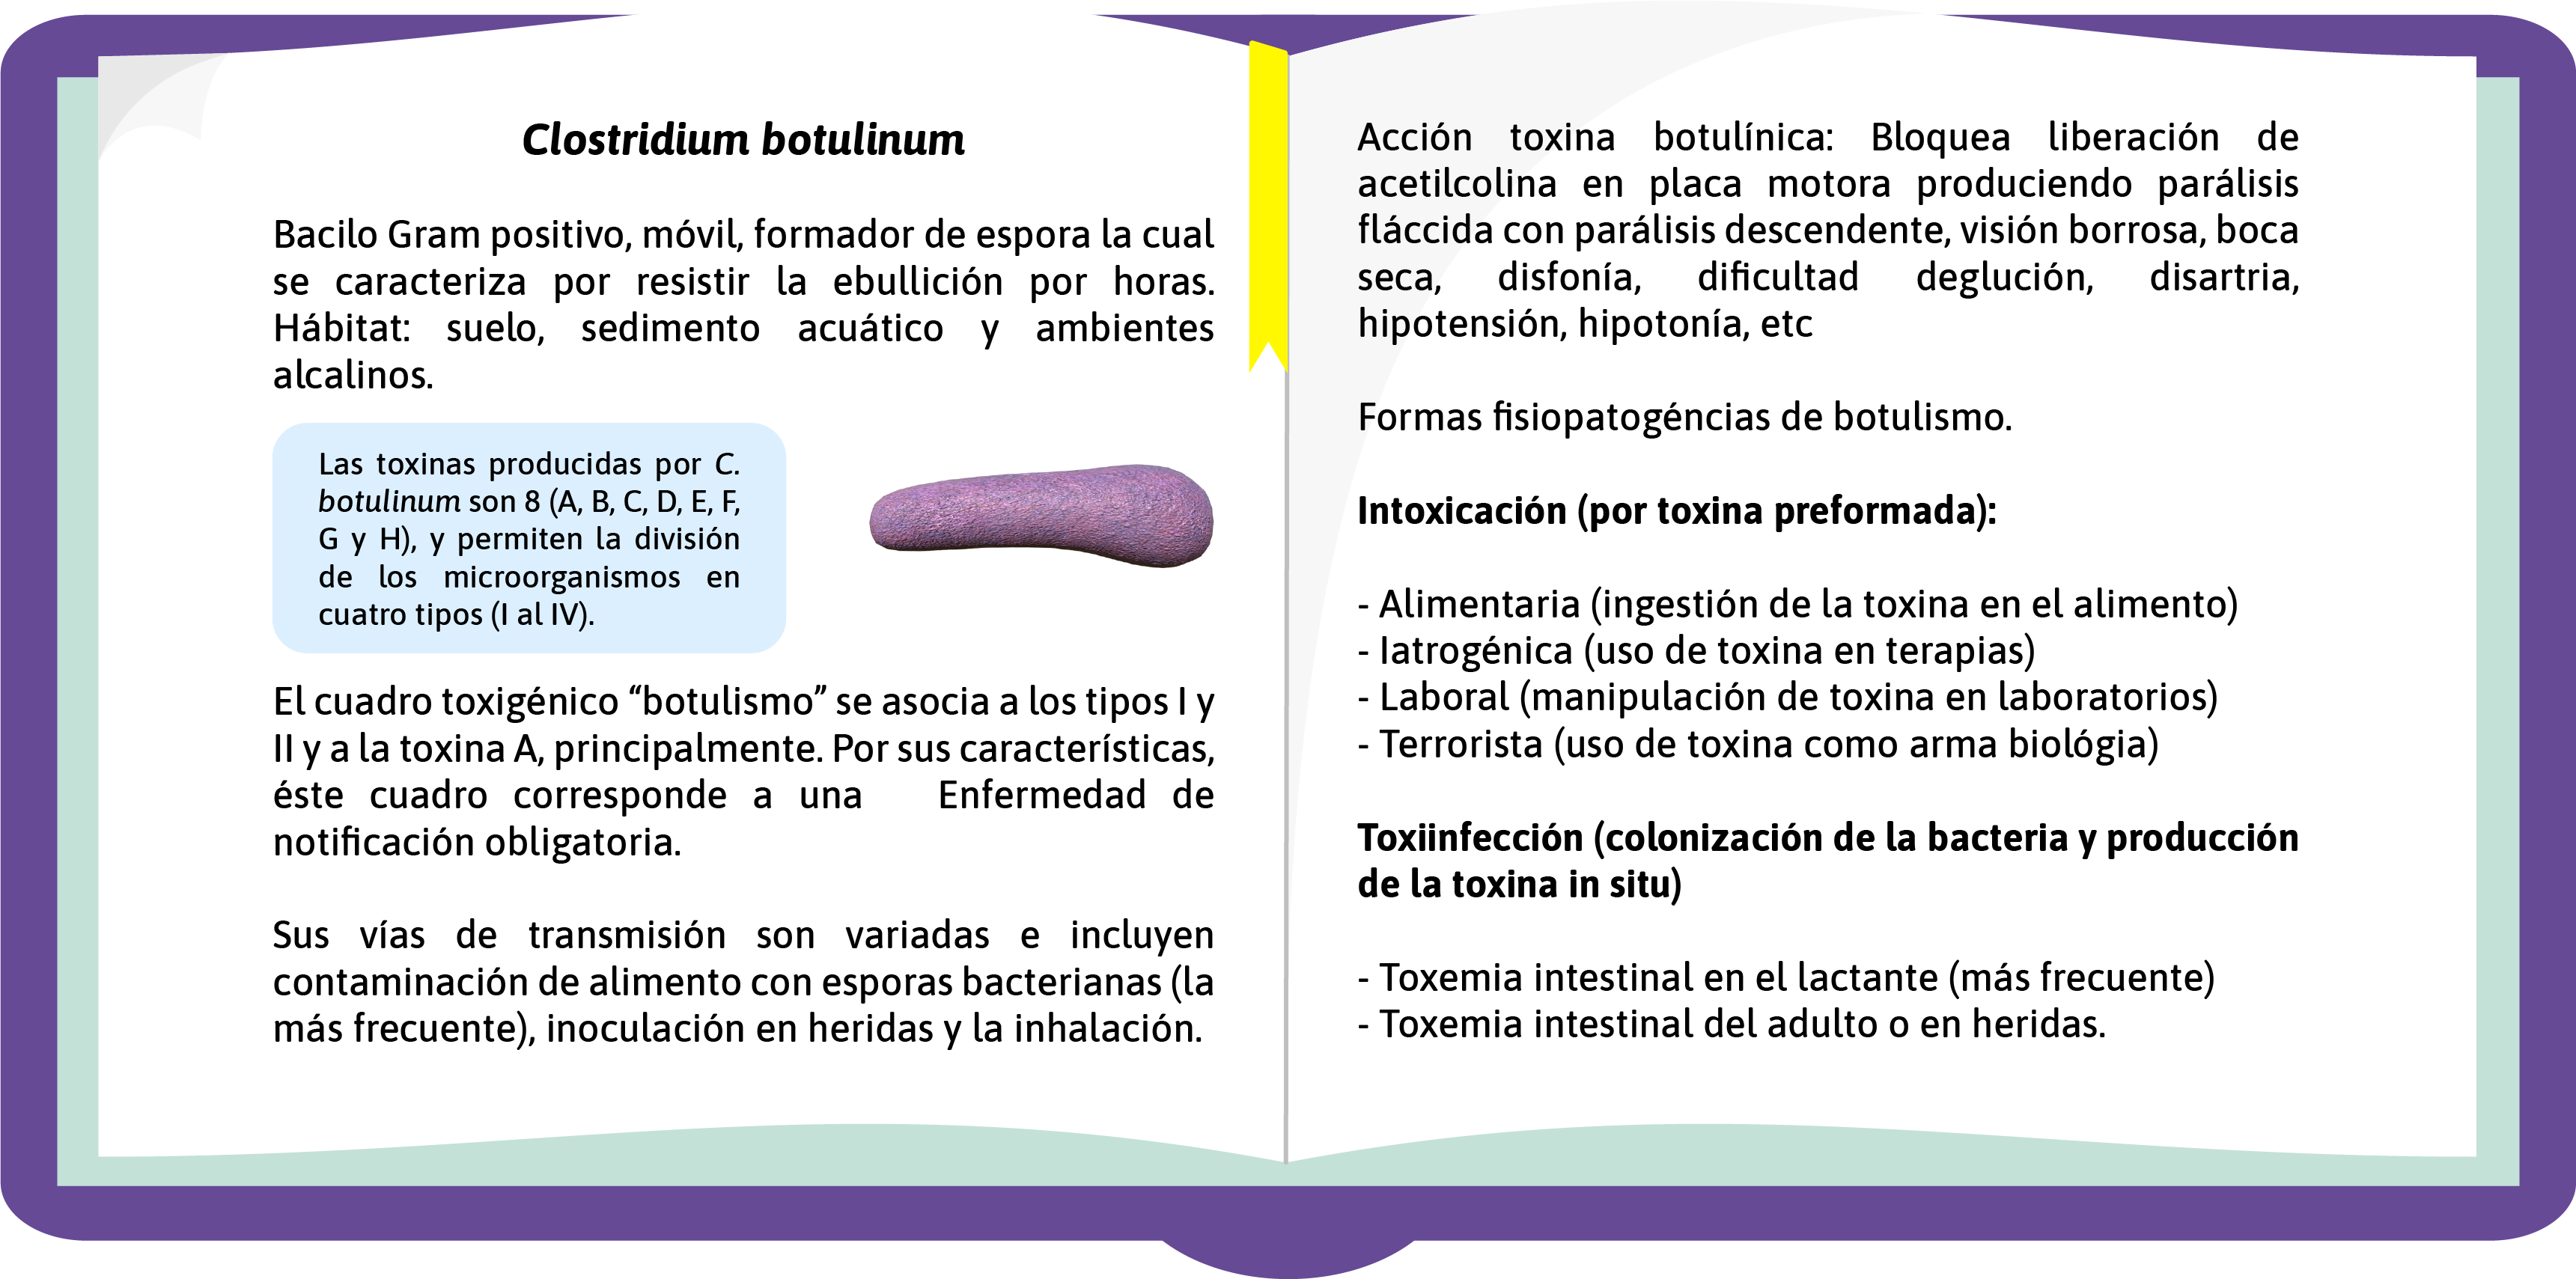 Clostridium botulinum
Bacilo Gram positivo, móvil, formador de espora la cual
se caracteriza por resistir la ebullición por horas.
Hábitat: suelo, sedimento acuático y ambientes
alcalinos.
Las toxinas producidas por C.
botulinum son 8 (A, B, C, D, E, F,
G y H), y permiten la división
de los microorganismos en
cuatro tipos (I al IV).
El cuadro toxigénico “botulismo” se asocia a los tipos I y
II y a la toxina A, principalmente. Por sus características,
éste cuadro corresponde a una Enfermedad de
notificación obligatoria.
Sus vías de transmisión son variadas e incluyen
contaminación de alimento con esporas bacterianas (la
más frecuente), inoculación en heridas y la inhalación.
Acción toxina botulínica: Bloquea liberación de
acetilcolina en placa motora produciendo parálisis
fláccida con parálisis descendente, visión borrosa, boca
seca, disfonía, dificultad deglución, disartria,
hipotensión, hipotonía, etc
Formas fisiopatogéncias de botulismo.
Intoxicación (por toxina preformada):
- Alimentaria (ingestión de la toxina en el alimento)
- Iatrogénica (uso de toxina en terapias)
- Laboral (manipulación de toxina en laboratorios)
- Terrorista (uso de toxina como arma biológia)
Toxiinfección (colonización de la bacteria y producción
de la toxina in situ)
- Toxemia intestinal en el lactante (más frecuente)
- Toxemia intestinal del adulto o en heridas.